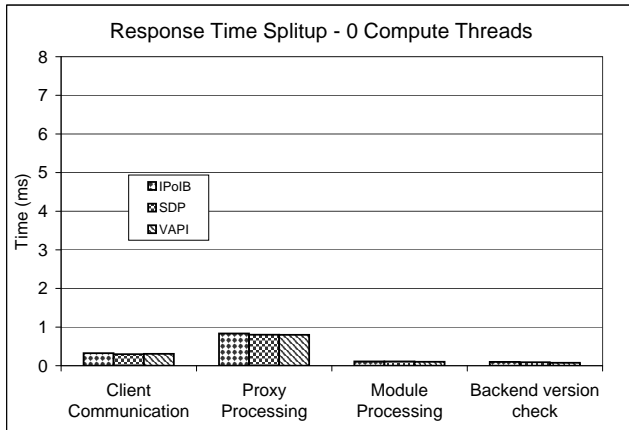 Response Time Splitup - 0 Compute Threads
8
7
6
5
4
3
2
1
0
Time (ms)
IPoIB
SDP
VAPI
Client Communication
Proxy Processing
Module Processing
Backend version check